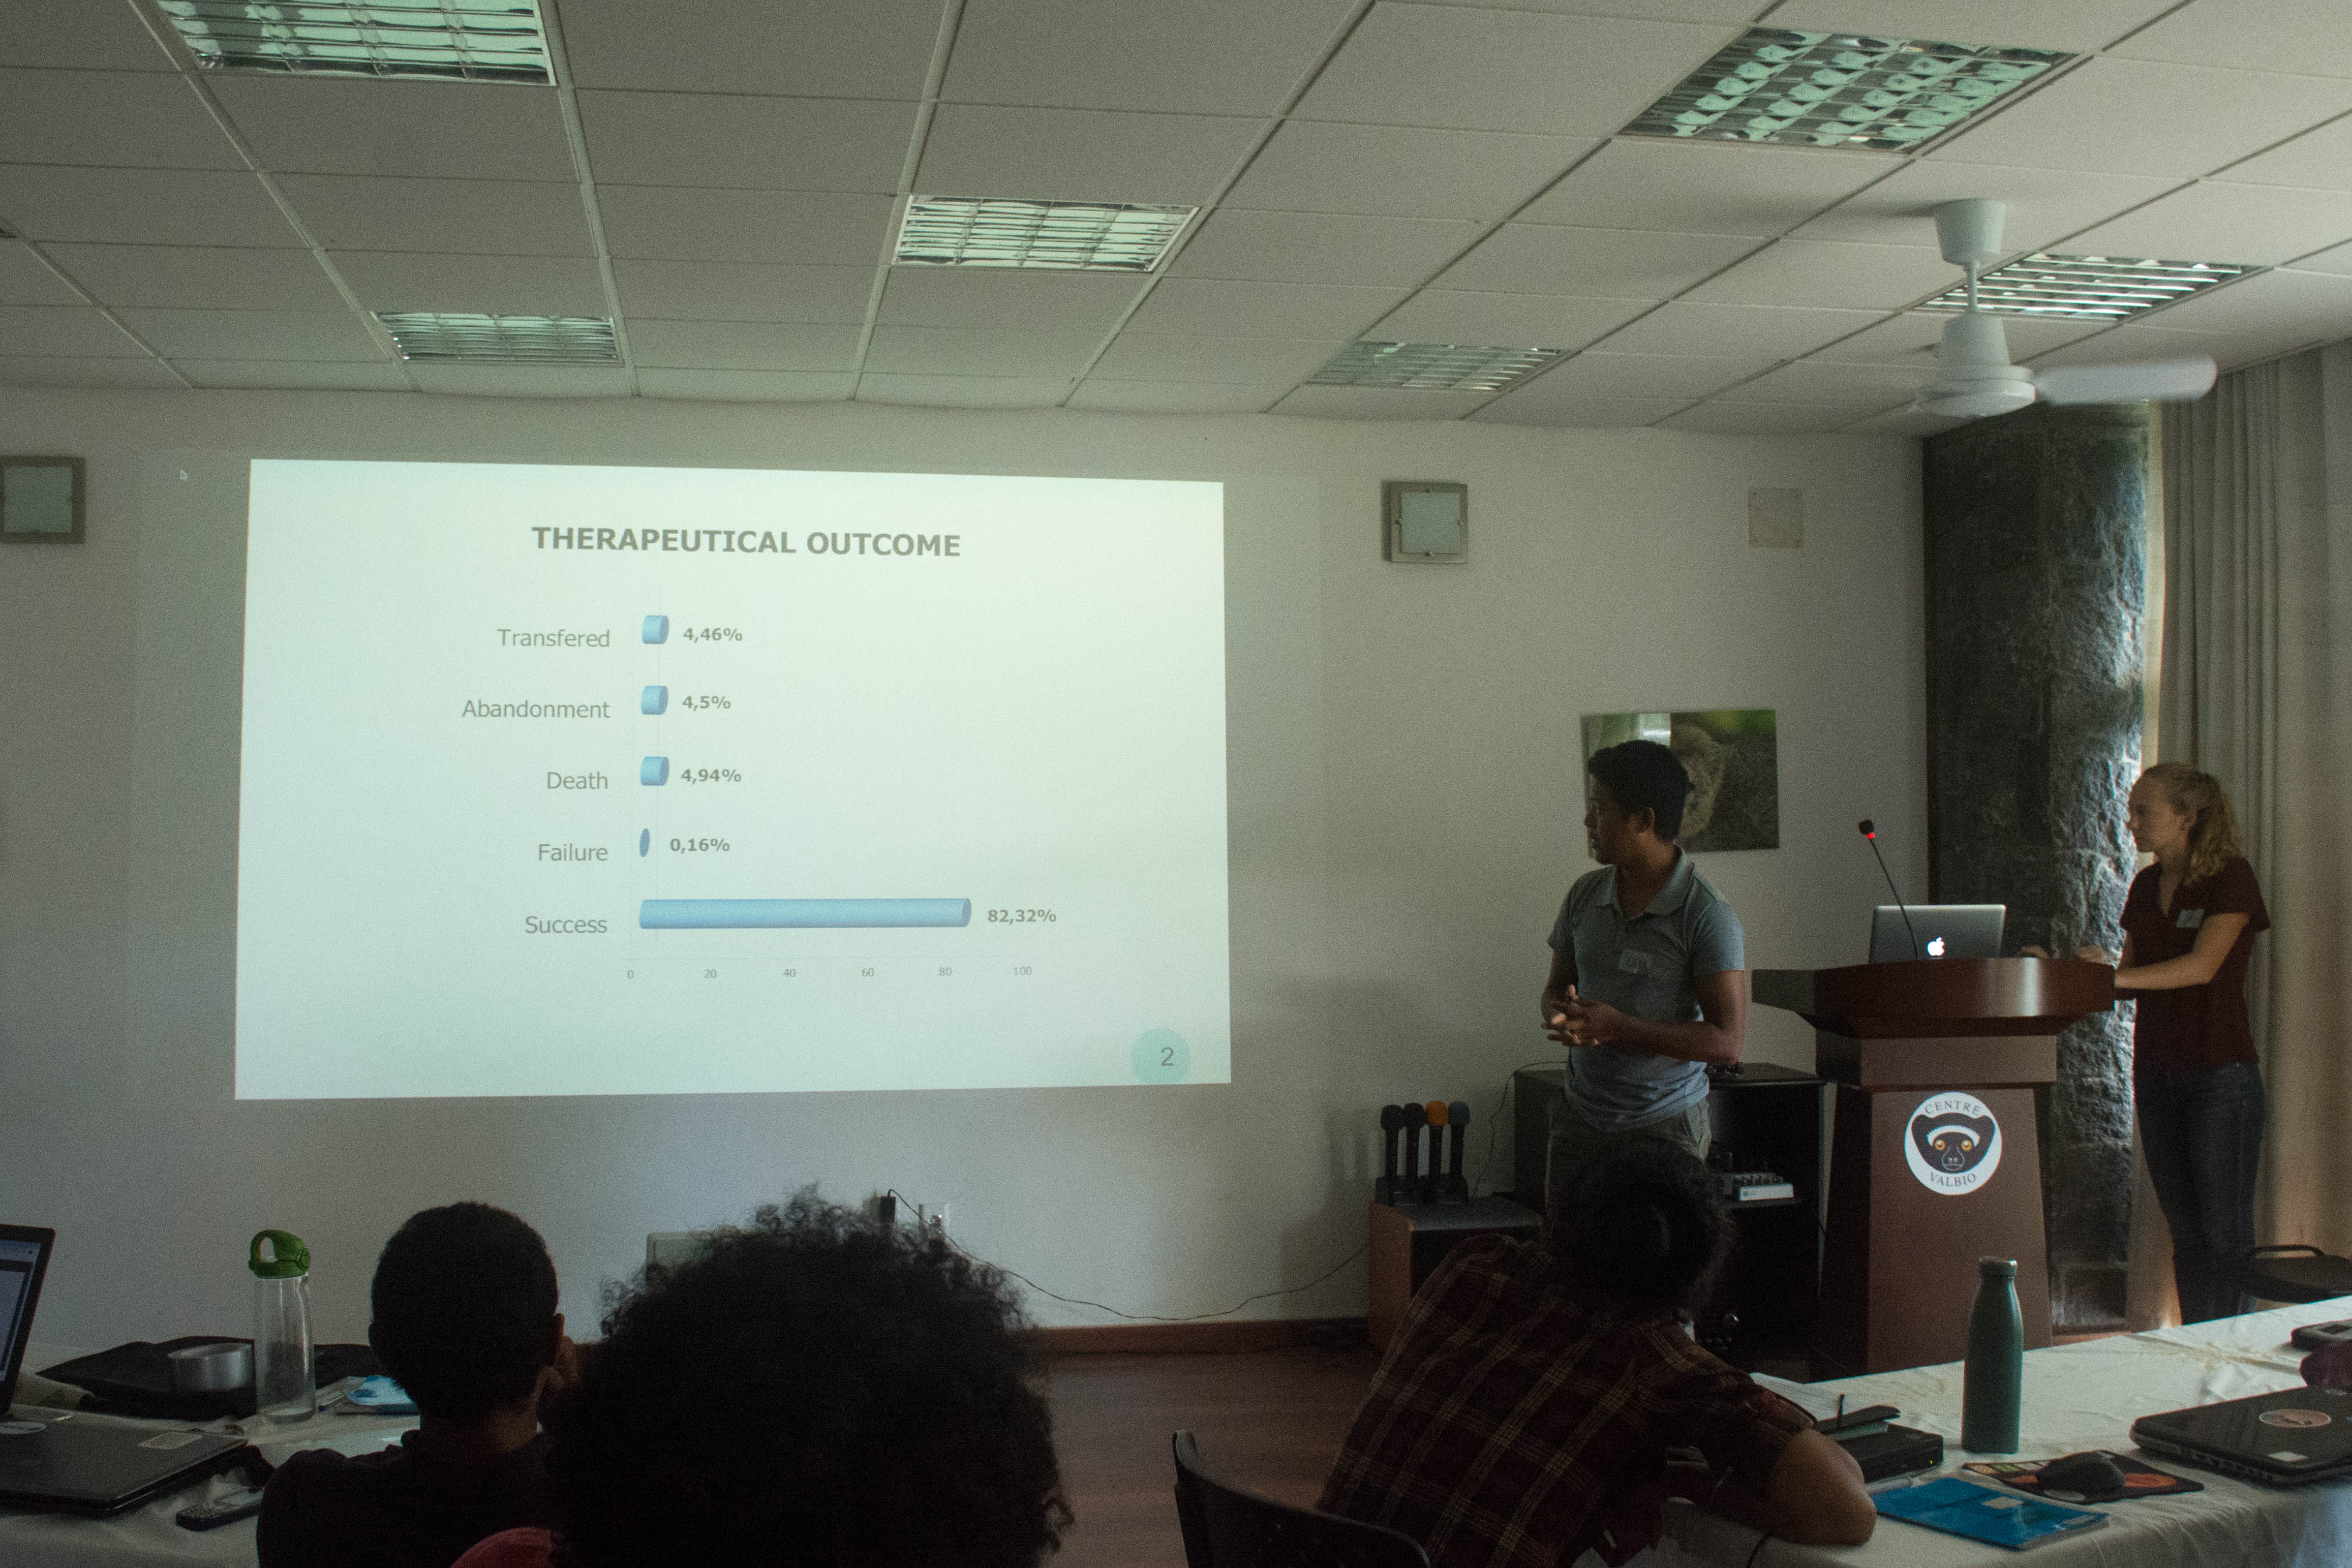 THERAPEUTICAL OUTCOME
Transfered 4,46%
Abandonment 4,5%
Death 4,94%
Failure 0,16%
Success 82,32%
0 20 40 60 80 100
2
CENTRE
VALBIO